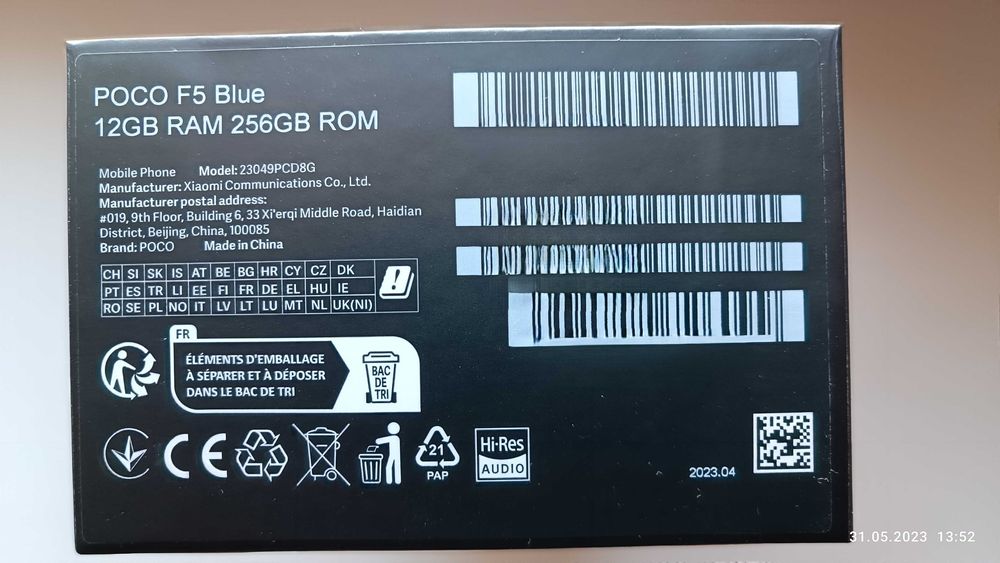 POCO F5 Blue
12GB RAM 256GB ROM
Mobile Phone Model: 23049PCD8G
Manufacturer: Xiaomi Communications Co., Ltd.
Manufacturer postal address:
#019, 9th Floor, Building 6, 33 Xi'erqi Middle Road, Haidian
District, Beijing, China, 100085
Brand: POCO Made in China
CH SI SK IS AT BE BG HR CY CZ DK
PT ES TR LI EE FI FR DE EL HU IE
RO SE PL NO IT LV LT LU MT NL UK(NI)
FR
ÉLÉMENTS D'EMBALLAGE
À SÉPARER ET À DÉPOSER
DANS LE BAC DE TRI
BAC
DE
TRI
CE
21
PAP
Hi-Res
AUDIO
2023.04
31.05.2023 13:52